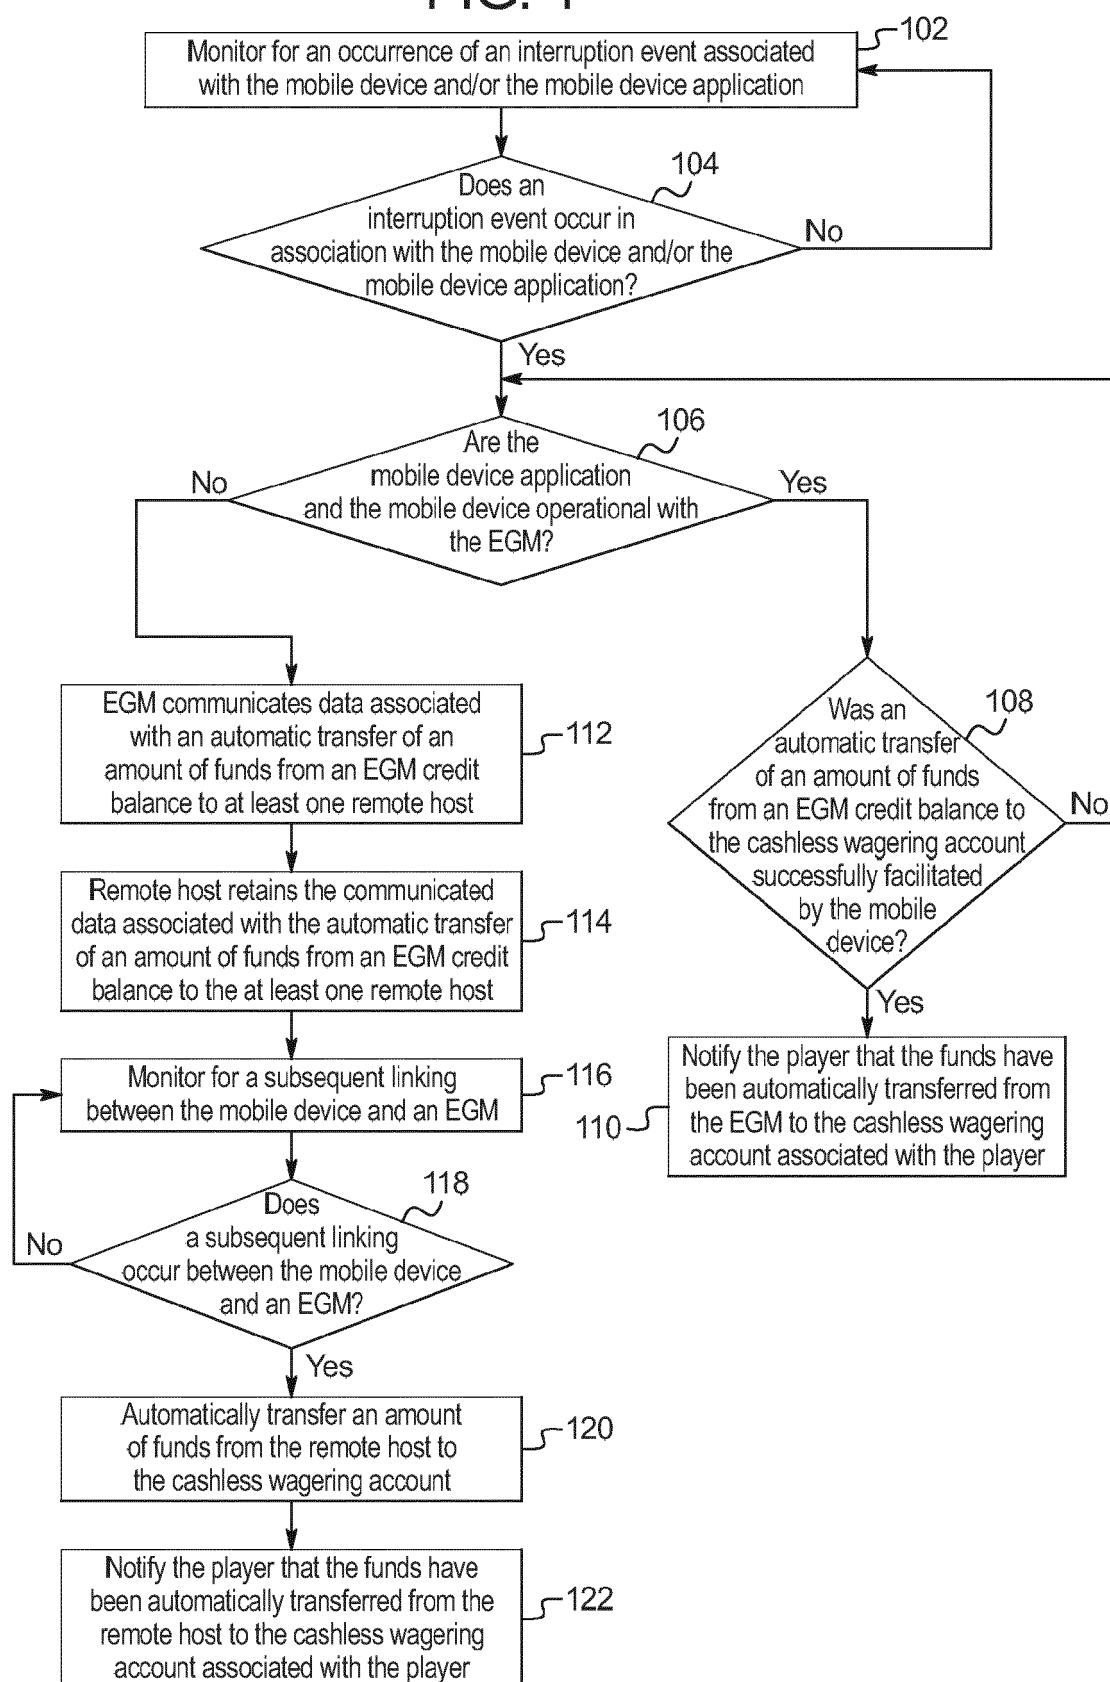 FIG. 1
102
Monitor for an occurrence of an interruption event associated
with the mobile device and/or the mobile device application
104
Does an
interruption event occur in
association with the mobile device and/or the
mobile device application?
No
Yes
106
Are the
mobile device application
and the mobile device operational with
the EGM?
No
Yes
EGM communicates data associated
with an automatic transfer of an
amount of funds from an EGM credit
balance to at least one remote host
112
108
Was an
automatic transfer
of an amount of funds
from an EGM credit balance to
the cashless wagering account
successfully facilitated
by the mobile
device?
No
Yes
Remote host retains the communicated
data associated with the automatic transfer
of an amount of funds from an EGM credit
balance to the at least one remote host
114
Notify the player that the funds have
been automatically transferred from
the EGM to the cashless wagering
account associated with the player
110
Monitor for a subsequent linking
between the mobile device and an EGM
116
118
Does
a subsequent linking
occur between the mobile device
and an EGM?
No
Yes
Automatically transfer an amount
of funds from the remote host to
the cashless wagering account
120
Notify the player that the funds have
been automatically transferred from the
remote host to the cashless wagering
account associated with the player
122